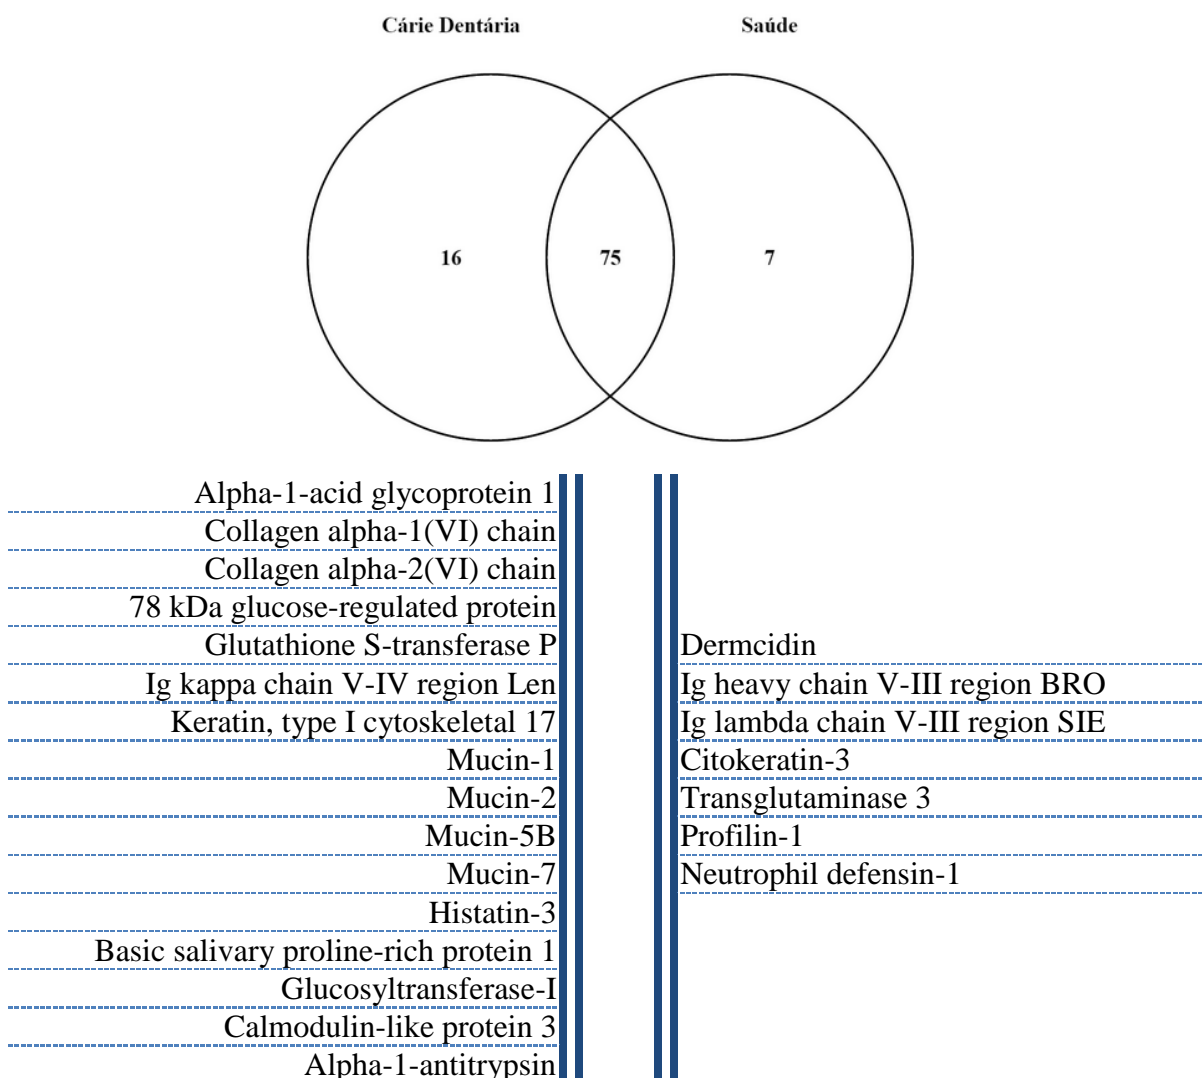 Cárie Dentária
Saúde
16
75
7
Alpha-1-acid glycoprotein 1
Collagen alpha-1(VI) chain
Collagen alpha-2(VI) chain
78 kDa glucose-regulated protein
Glutathione S-transferase P
Ig kappa chain V-IV region Len
Keratin, type I cytoskeletal 17
Mucin-1
Mucin-2
Mucin-5B
Mucin-7
Histatin-3
Basic salivary proline-rich protein 1
Glucosyltransferase-I
Calmodulin-like protein 3
Alpha-1-antitrypsin
Dermcidin
Ig heavy chain V-III region BRO
Ig lambda chain V-III region SIE
Citokeratin-3
Transglutaminase 3
Profilin-1
Neutrophil defensin-1